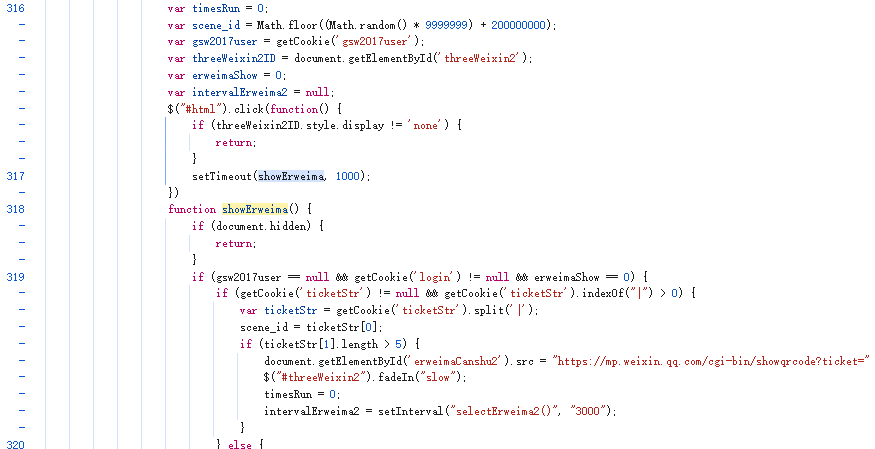 316 var timesRun = 0;
- var scene_id = Math.floor((Math.random() * 9999999) + 200000000);
- var gsw2017user = getCookie('gsw2017user');
- var threeWeixin2ID = document.getElementById('threeWeixin2');
- var erweimaShow = 0;
- var intervalErweima2 = null;
- $("#html").click(function() {
- if (threeWeixin2ID.style.display != 'none') {
- return;
- }
317 setTimeout(showErweima, 1000);
- })
318 function showErweima() {
- if (document.hidden) {
- return;
- }
319 if (gsw2017user == null && getCookie('login') != null && erweimaShow == 0) {
- if (getCookie('ticketStr') != null && getCookie('ticketStr').indexOf("|") > 0) {
- var ticketStr = getCookie('ticketStr').split('|');
- scene_id = ticketStr[0];
- if (ticketStr[1].length > 5) {
- document.getElementById('erweimaCanshu2').src = "https://mp.weixin.qq.com/cgi-bin/showqrcode?ticket="
- $("#threeWeixin2").fadeIn("slow");
- timesRun = 0;
- intervalErweima2 = setInterval("selectErweima2()", "3000");
- }
320 } else {